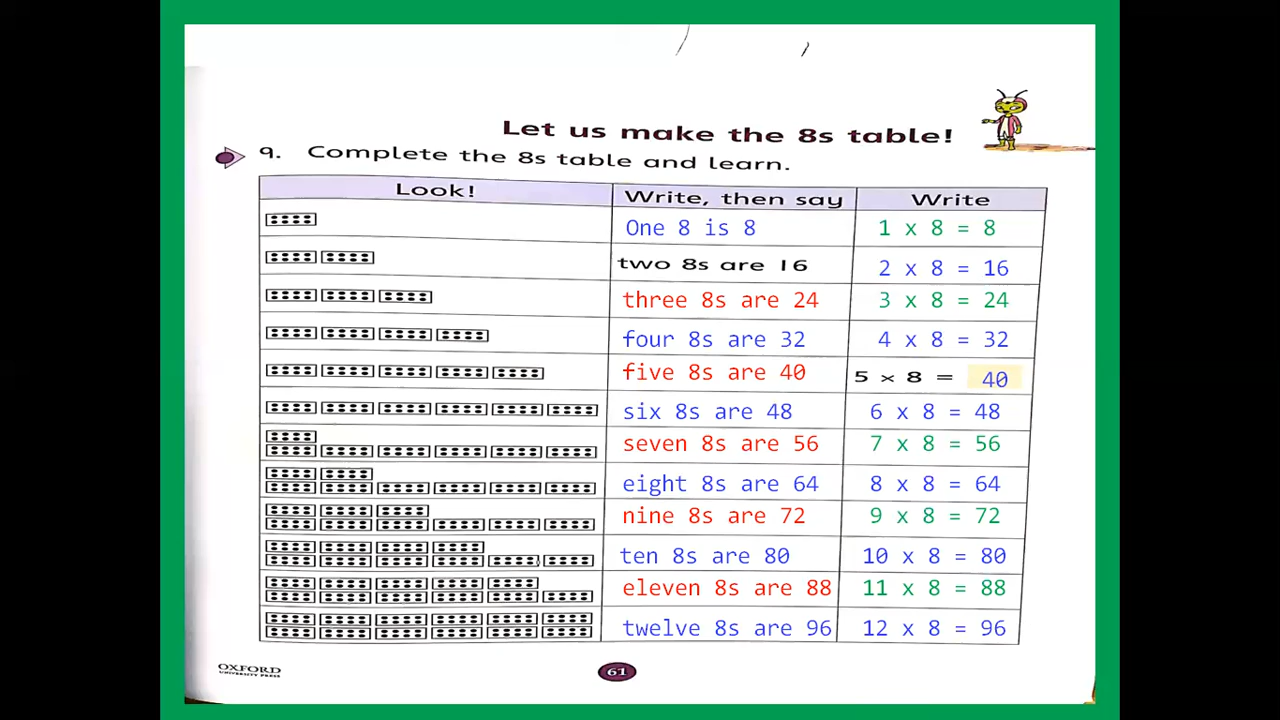 Let us make the 8s table!
9. Complete the 8s table and learn.
Look! Write, then say Write
One 8 is 8 1 x 8 = 8
two 8s are 16 2 x 8 = 16
three 8s are 24 3 x 8 = 24
four 8s are 32 4 x 8 = 32
five 8s are 40 5 × 8 = 40
six 8s are 48 6 x 8 = 48
seven 8s are 56 7 x 8 = 56
eight 8s are 64 8 x 8 = 64
nine 8s are 72 9 x 8 = 72
ten 8s are 80 10 x 8 = 80
eleven 8s are 88 11 x 8 = 88
twelve 8s are 96 12 x 8 = 96
OXFORD
UNIVERSITY PRESS
61